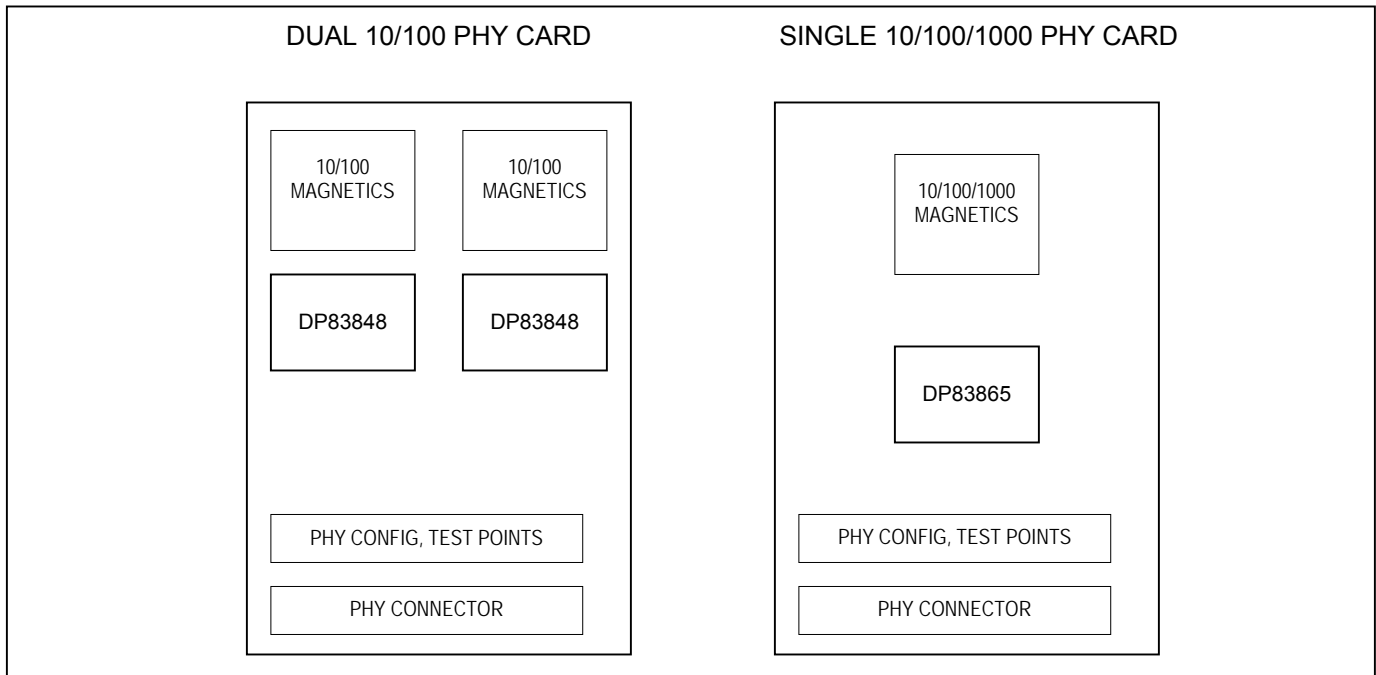 DUAL 10/100 PHY CARD
10/100
MAGNETICS
10/100
MAGNETICS
DP83848
DP83848
PHY CONFIG, TEST POINTS
PHY CONNECTOR
SINGLE 10/100/1000 PHY CARD
10/100/1000
MAGNETICS
DP83865
PHY CONFIG, TEST POINTS
PHY CONNECTOR